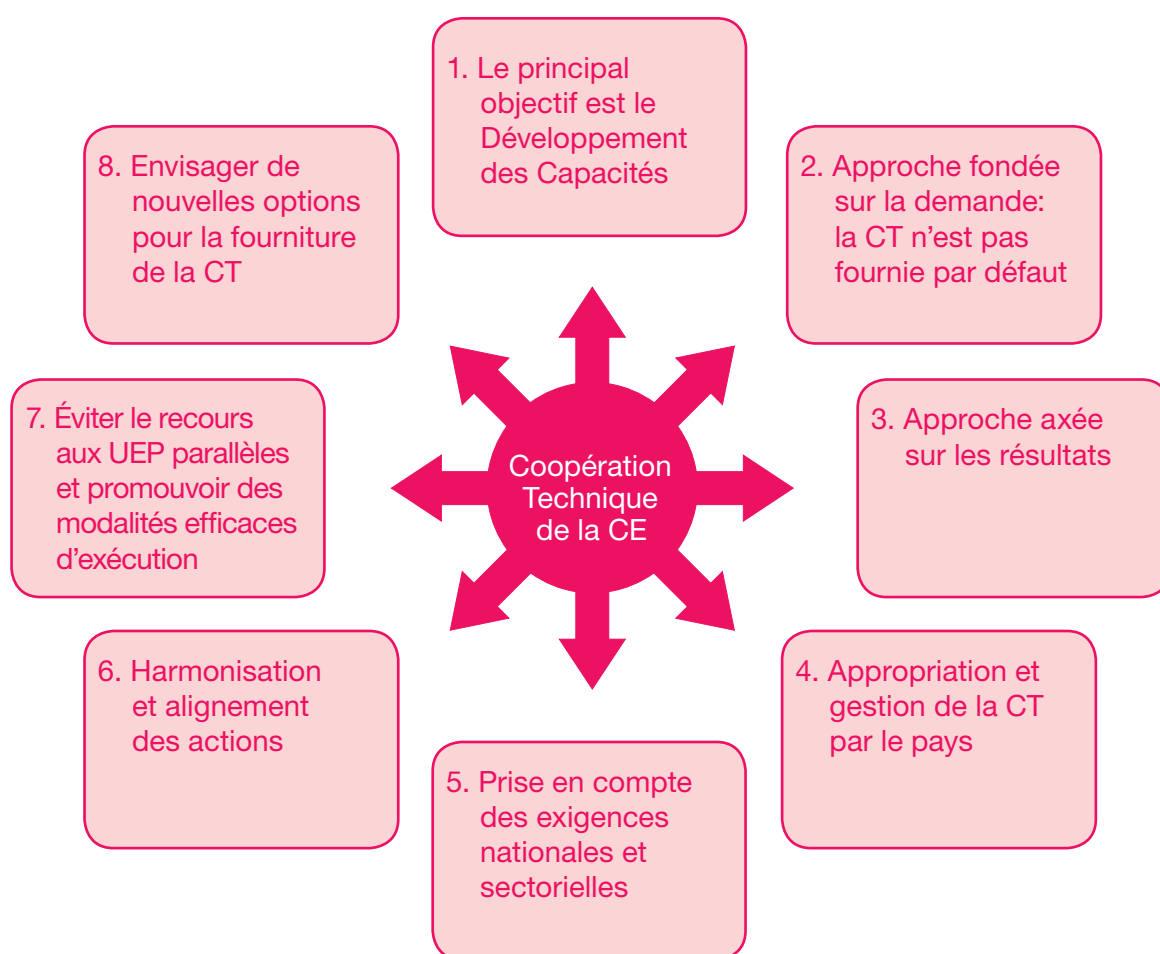 1. Le principal
objectif est le
Développement
des Capacités
2. Approche fondée
sur la demande:
la CT n'est pas
fournie par défaut
3. Approche axée
sur les résultats
4. Appropriation et
gestion de la CT
par le pays
5. Prise en compte
des exigences
nationales et
sectorielles
6. Harmonisation
et alignement
des actions
7. Éviter le recours
aux UEP parallèles
et promouvoir des
modalités efficaces
d'exécution
8. Envisager de
nouvelles options
pour la fourniture
de la CT
Coopération
Technique
de la CE